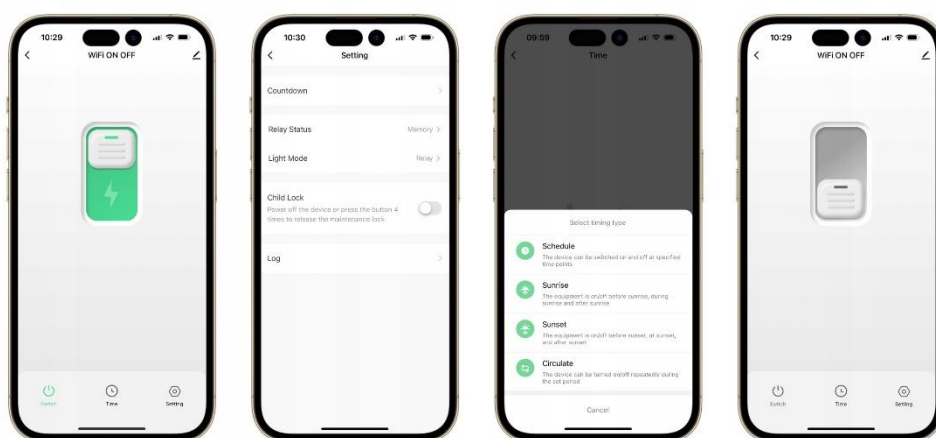 10:29
WiFi ON OFF
Switch
Time
Setting
10:30
Setting
Countdown
Relay Status
Memory
Light Mode
Relay
Child Lock
Power off the device or press the button 4
times to release the maintenance lock
Log
09:59
Time
Select timing type
Schedule
The device can be switched on and off at specified
time points
Sunrise
The equipment is on/off before sunrise, during
sunrise and after sunrise
Sunset
The equipment is on/off before sunset, at sunset,
and after sunset
Circulate
The device can be turned on/off repeatedly during
the set period
Cancel
10:29
WiFi ON OFF
Switch
Time
Setting